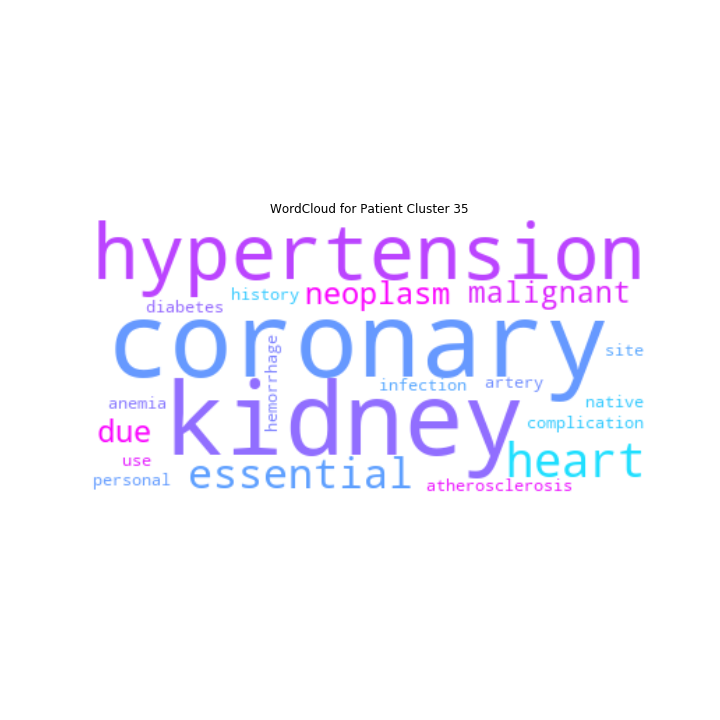 WordCloud for Patient Cluster 35
hypertension
history neoplasm malignant
diabetes
coronary
hemorrhage
site
infection artery
kidney
anemia
native
complication
due
heart
use
essential
personal
atherosclerosis